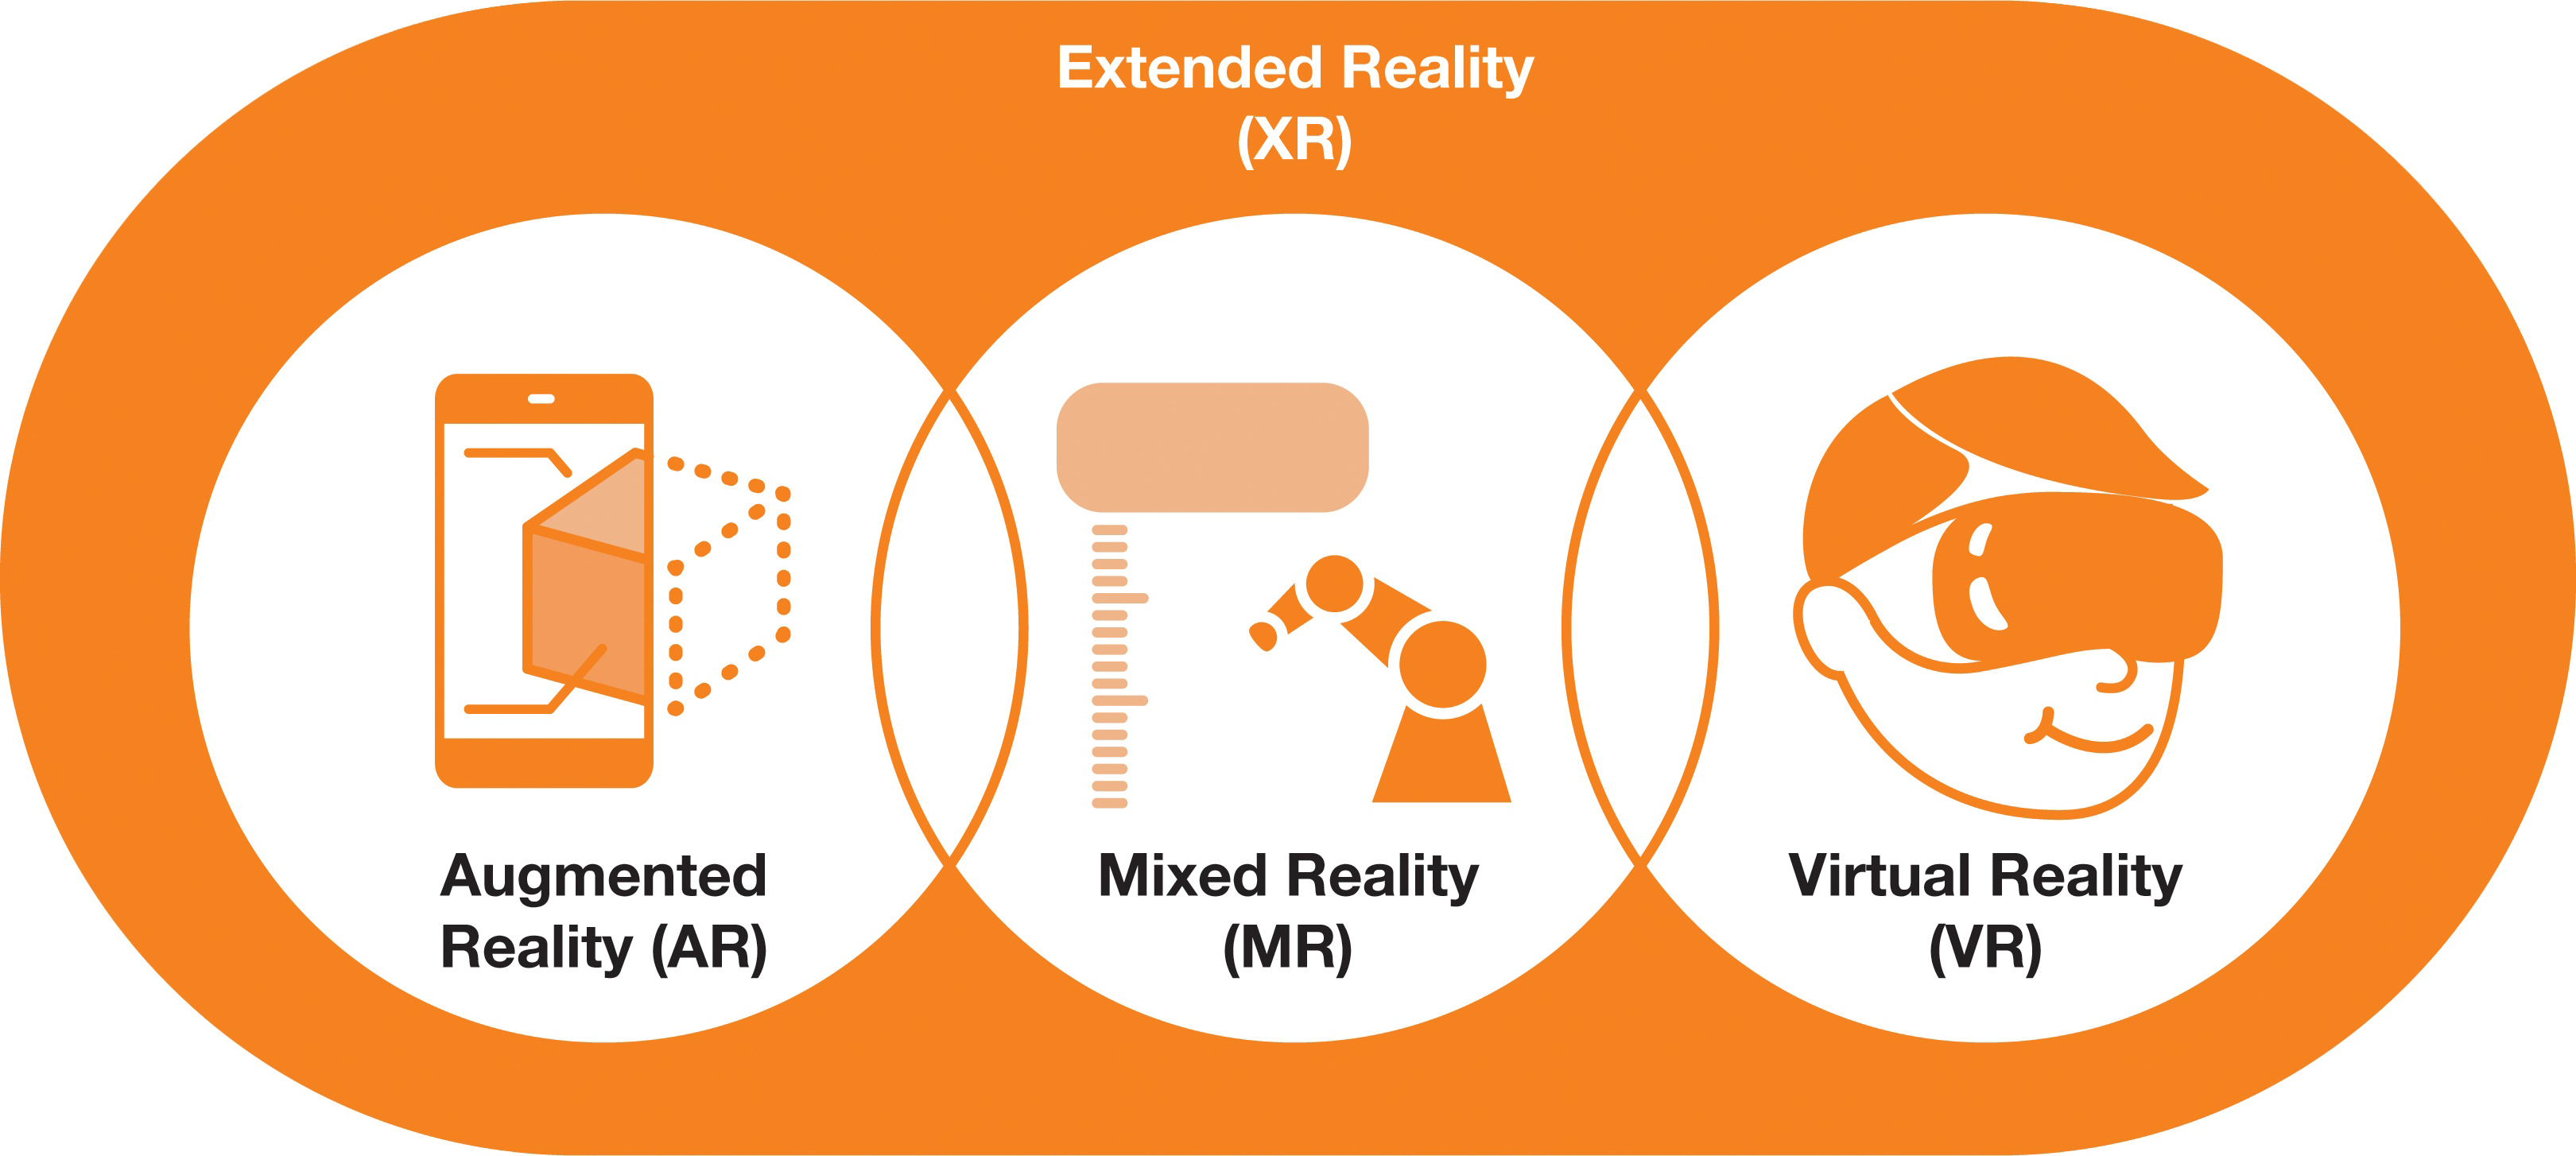 Extended Reality
(XR)
Augmented
Reality (AR)
Mixed Reality
(MR)
Virtual Reality
(VR)